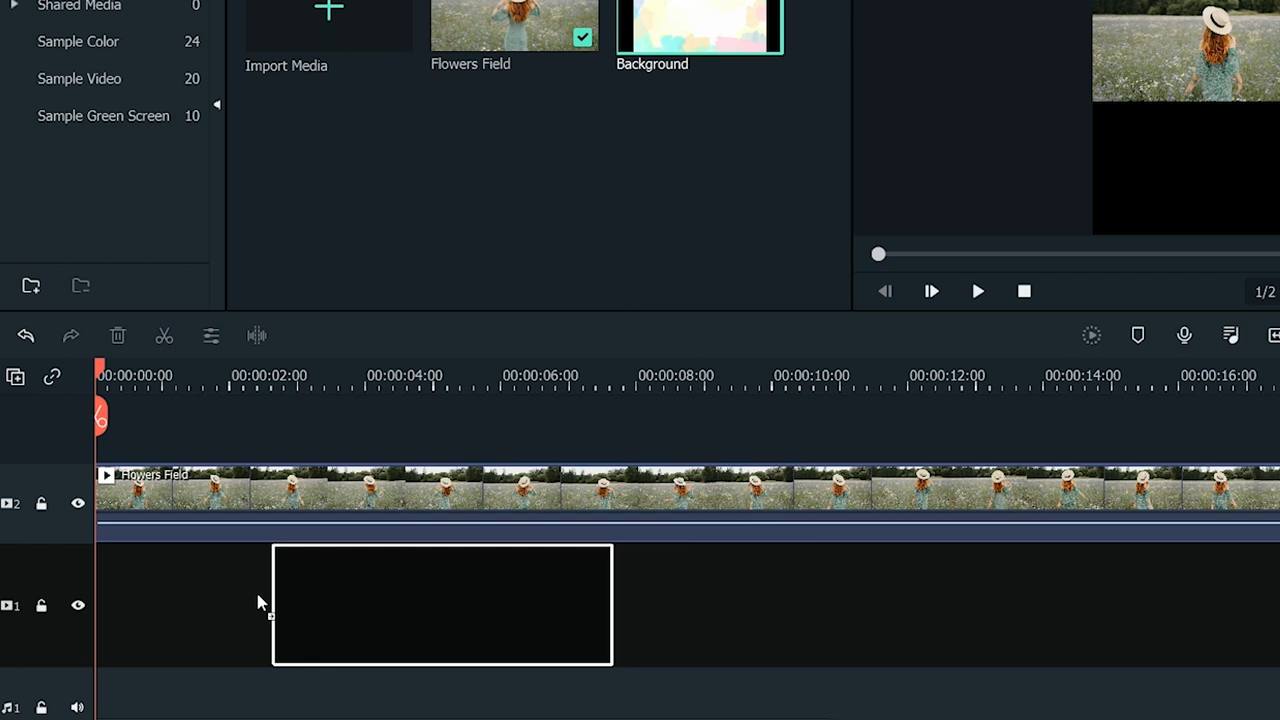 Shared Media 0
Sample Color 24
Sample Video 20
Sample Green Screen 10
Import Media
Flowers Field
Background
1/2
00:00:00:00 00:00:02:00 00:00:04:00 00:00:06:00 00:00:08:00 00:00:10:00 00:00:12:00 00:00:14:00 00:00:16:00
Flowers Field
2
1
1